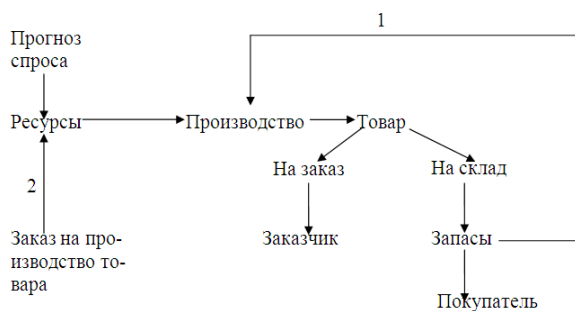 1
Прогноз
спроса
Ресурсы
Производство
Товар
На заказ
На склад
2
Заказ на про-
изводство то-
вара
Заказчик
Запасы
Покупатель